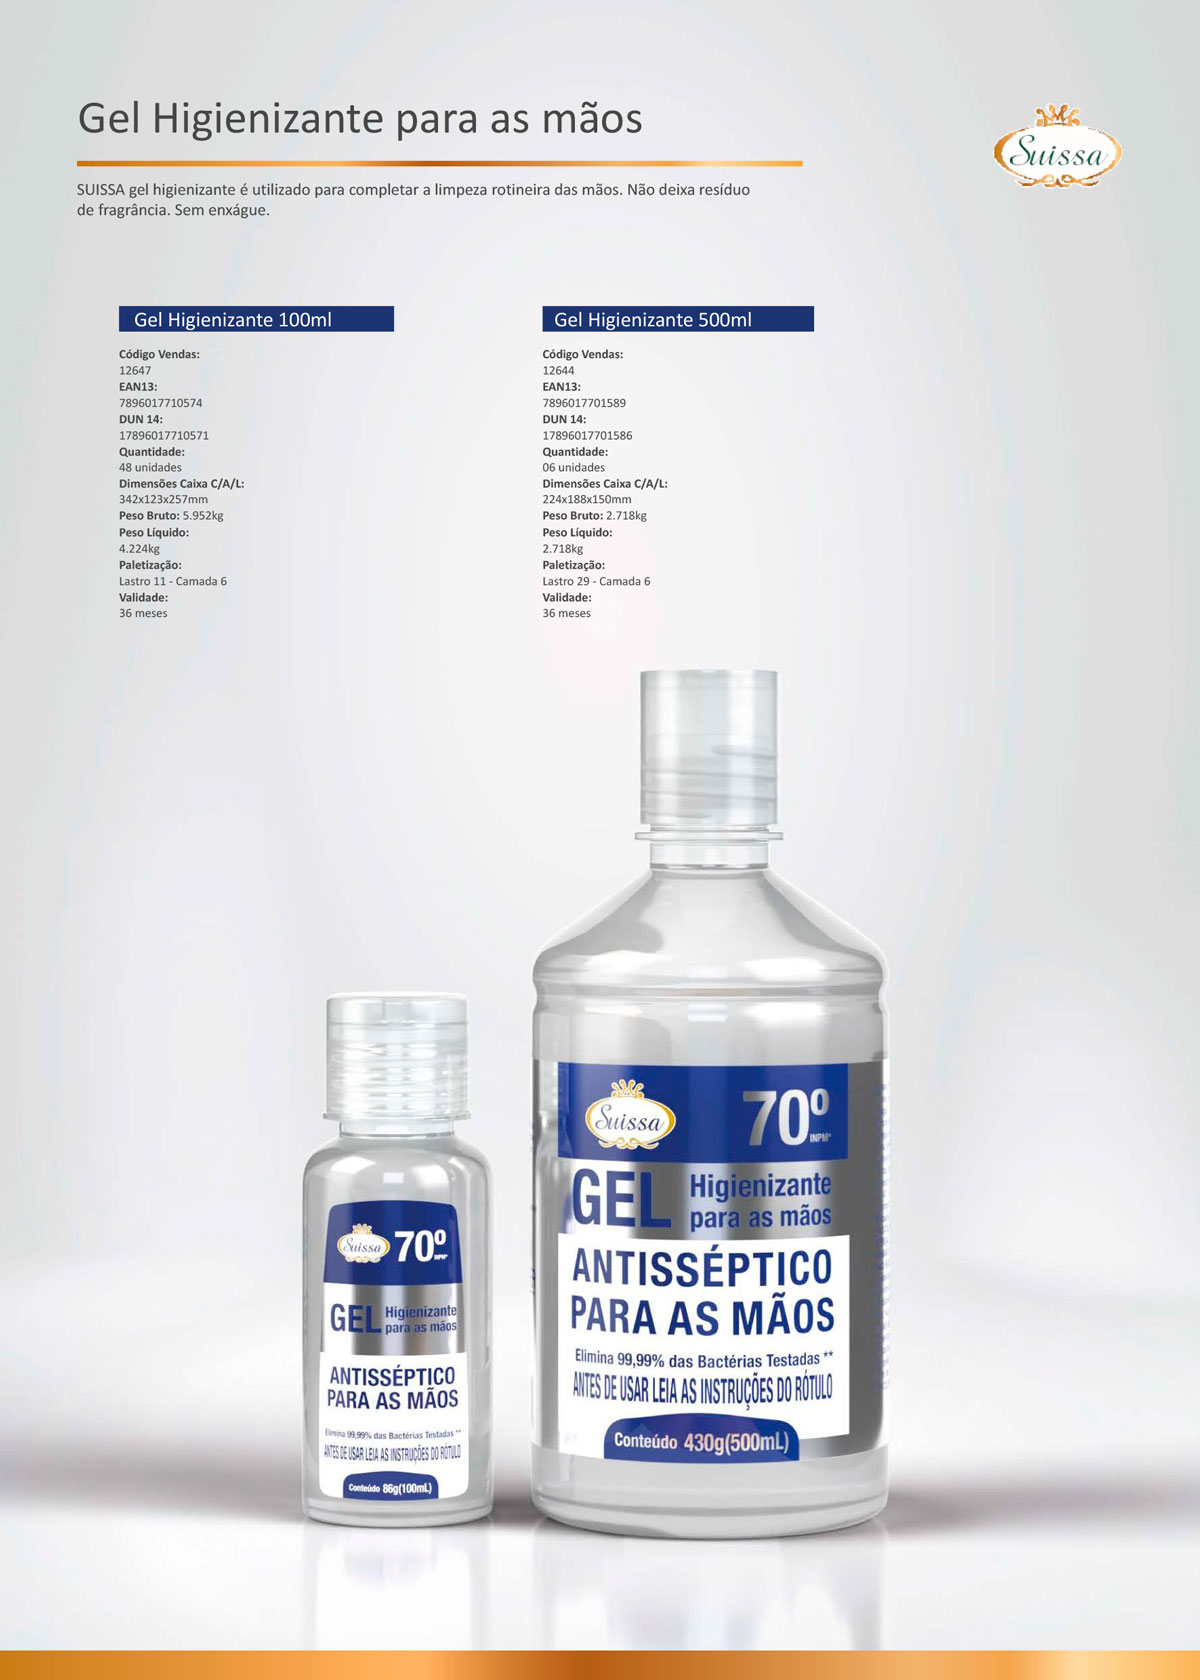 Gel Higienizante para as mãos
Suissa
SUISSA gel higienizante é utilizado para completar a limpeza rotineira das mãos. Não deixa resíduo
de fragrância. Sem enxágue.
Gel Higienizante 100ml
Código Vendas:
12647
EAN13:
7896017710574
DUN 14:
17896017710571
Quantidade:
48 unidades
Dimensões Caixa C/A/L:
342x123x257mm
Peso Bruto: 5.952kg
Peso Líquido:
4.224kg
Paletização:
Lastro 11 - Camada 6
Validade:
36 meses
Gel Higienizante 500ml
Código Vendas:
12644
EAN13:
7896017701589
DUN 14:
17896017701586
Quantidade:
06 unidades
Dimensões Caixa C/A/L:
224x188x150mm
Peso Bruto: 2.718kg
Peso Líquido:
2.718kg
Paletização:
Lastro 29 - Camada 6
Validade:
36 meses
Suissa 70º
INPM*
GEL Higienizante
para as mãos
ANTISSÉPTICO
PARA AS MÃOS
Elimina 99,99% das Bactérias Testadas **
ANTES DE USAR LEIA AS INSTRUÇÕES DO RÓTULO
Conteúdo 86g(100mL)
Suissa 70º
INPM*
GEL Higienizante
para as mãos
ANTISSÉPTICO
PARA AS MÃOS
Elimina 99,99% das Bactérias Testadas **
ANTES DE USAR LEIA AS INSTRUÇÕES DO RÓTULO
Conteúdo 430g(500mL)